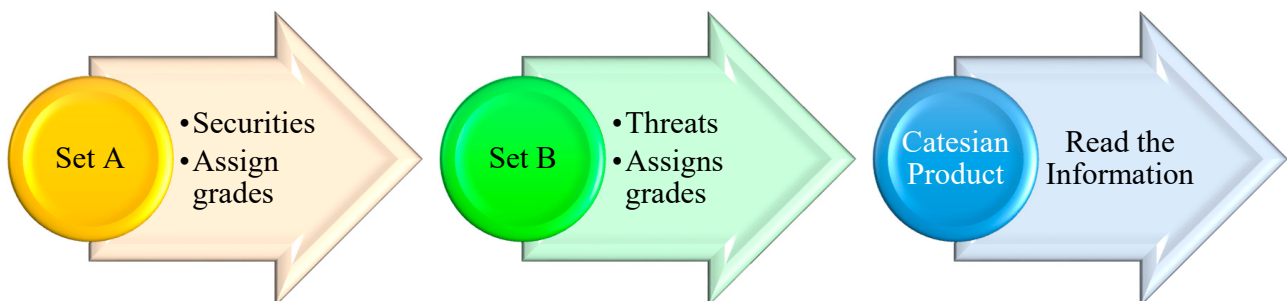 Set A
•Securities
•Assign
grades
Set B
•Threats
•Assigns
grades
Catesian
Product
Read the
Information